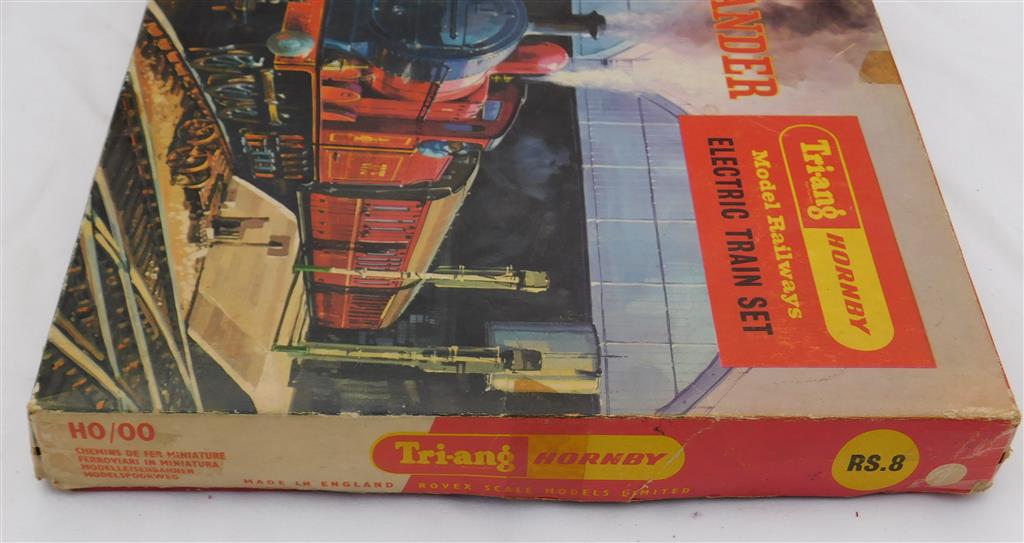 ANDER
Tri-ang HORNBY
Model Railways
ELECTRIC TRAIN SET
HO/OO
CHEMINS DE FER MINIATURE
FERROVIARI IN MINIATURA
MODELLEISENBAHNEN
MODELSPOORWEG
MADE IN ENGLAND
Tri-ang HORNBY
ROVEX SCALE MODELS LIMITED
RS.8